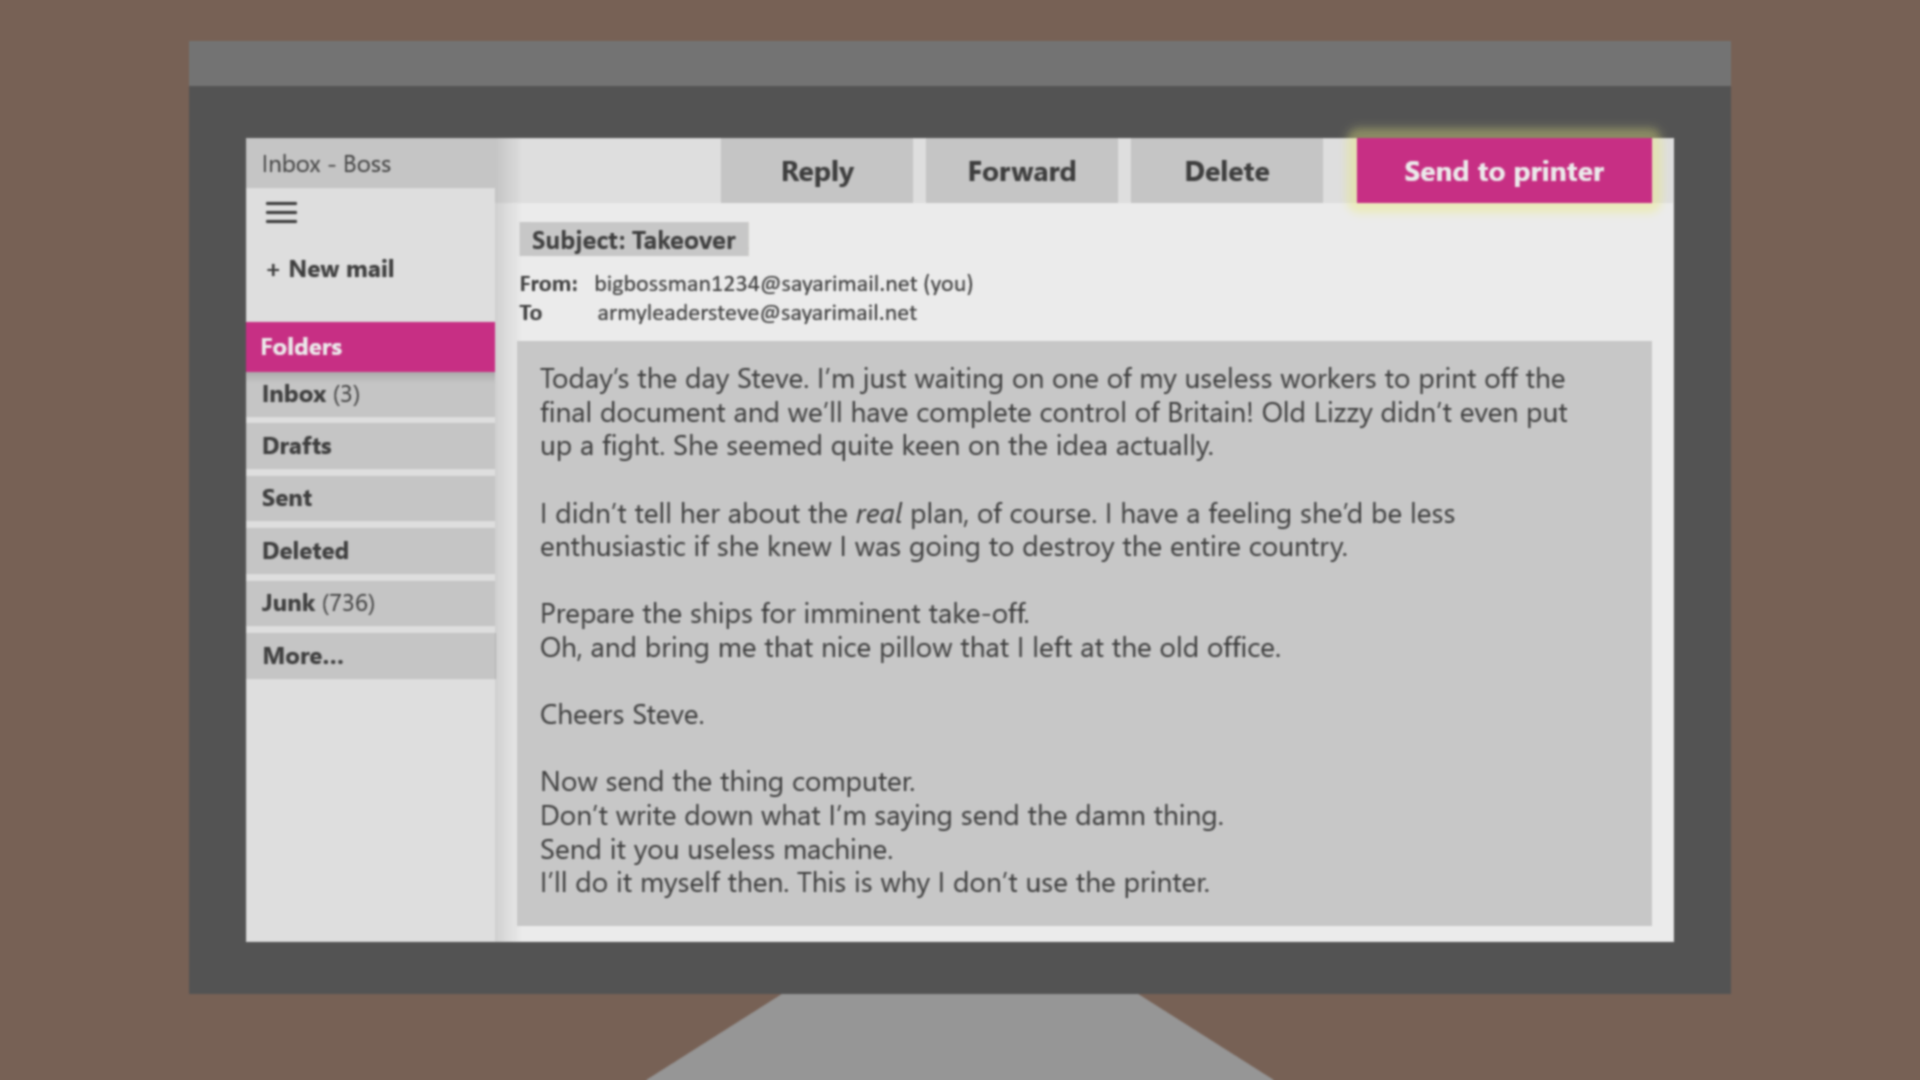 Inbox - Boss
+ New mail
Folders
Inbox (3)
Drafts
Sent
Deleted
Junk (736)
More...
Reply
Forward
Delete
Send to printer
Subject: Takeover
From: bigbossman1234@sayarimail.net (you)
To armyleadersteve@sayarimail.net
Today’s the day Steve. I’m just waiting on one of my useless workers to print off the
final document and we’ll have complete control of Britain! Old Lizzy didn’t even put
up a fight. She seemed quite keen on the idea actually.
I didn’t tell her about the real plan, of course. I have a feeling she’d be less
enthusiastic if she knew I was going to destroy the entire country.
Prepare the ships for imminent take-off.
Oh, and bring me that nice pillow that I left at the old office.
Cheers Steve.
Now send the thing computer.
Don’t write down what I’m saying send the damn thing.
Send it you useless machine.
I’ll do it myself then. This is why I don’t use the printer.